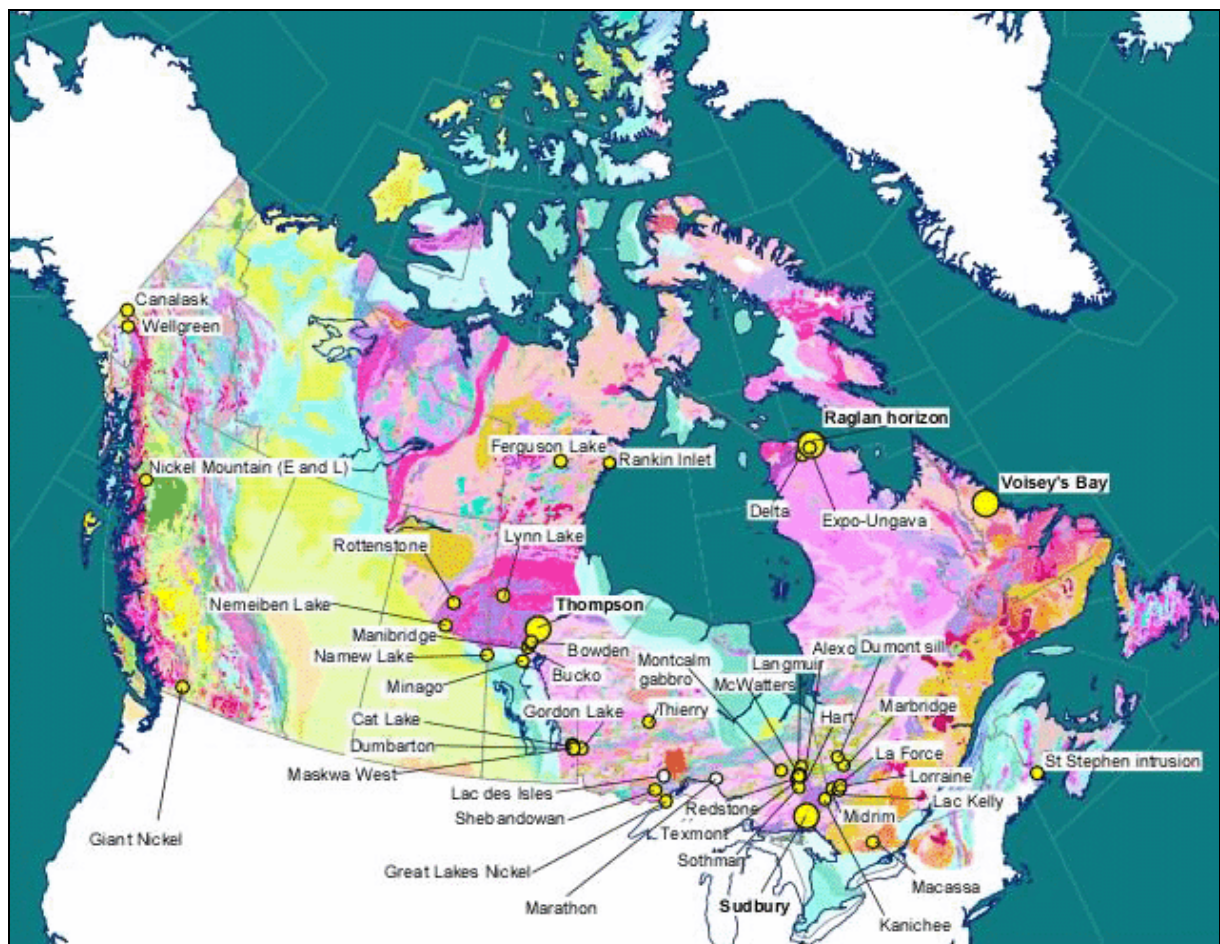 Canalask
Wellgreen
Raglan horizon
Ferguson Lake
Rankin Inlet
Nickel Mountain (E and L)
Voisey's Bay
Delta
Expo-Ungava
Rottenstone
Lynn Lake
Nemeiben Lake
Thompson
Manibridge
Bowden
Namew Lake
Minago
Bucko
Montcalm
gabbro
Langmuir
Alexo
Dumont sill
McWatters
Cat Lake
Gordon Lake
Thierry
Hart
Marbridge
Dumbarton
Maskwa West
La Force
St Stephen intrusion
Lorraine
Lac des Isles
Lac Kelly
Shebandowan
Redstone
Midrim
Texmont
Giant Nickel
Sothman
Great Lakes Nickel
Macassa
Marathon
Sudbury
Kanichee